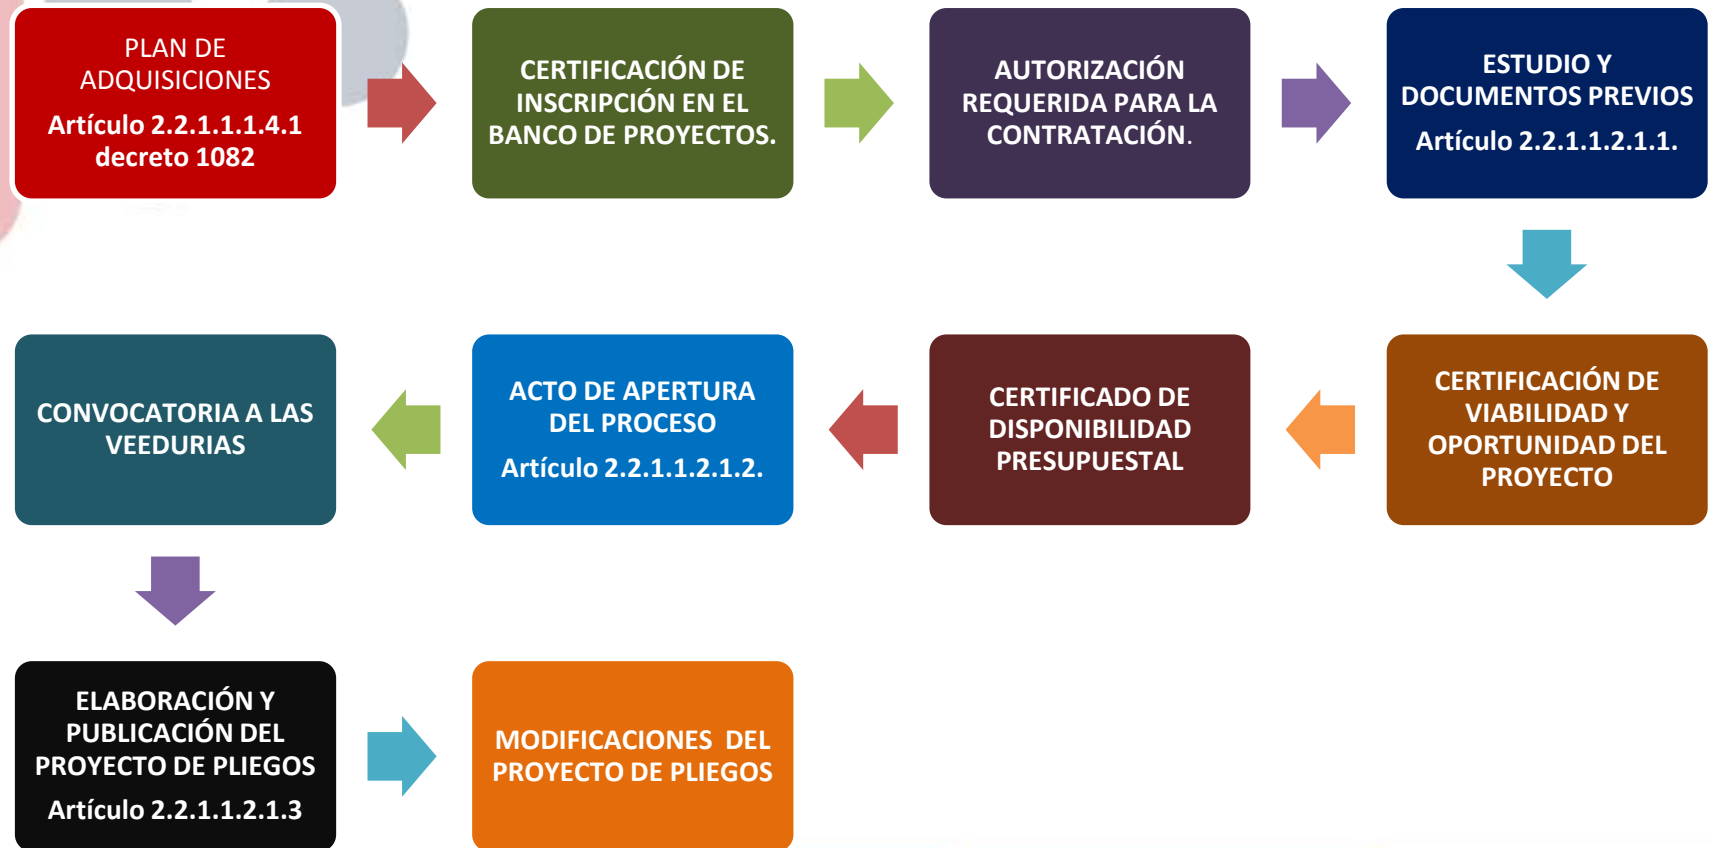 PLAN DE
ADQUISICIONES
Artículo 2.2.1.1.1.4.1
decreto 1082
CERTIFICACIÓN DE
INSCRIPCIÓN EN EL
BANCO DE PROYECTOS.
AUTORIZACIÓN
REQUERIDA PARA LA
CONTRATACIÓN.
ESTUDIO Y
DOCUMENTOS PREVIOS
Artículo 2.2.1.1.2.1.1.
CERTIFICACIÓN DE
VIABILIDAD Y
OPORTUNIDAD DEL
PROYECTO
CERTIFICADO DE
DISPONIBILIDAD
PRESUPUESTAL
ACTO DE APERTURA
DEL PROCESO
Artículo 2.2.1.1.2.1.2.
CONVOCATORIA A LAS
VEEDURIAS
ELABORACIÓN Y
PUBLICACIÓN DEL
PROYECTO DE PLIEGOS
Artículo 2.2.1.1.2.1.3
MODIFICACIONES  DEL
PROYECTO DE PLIEGOS